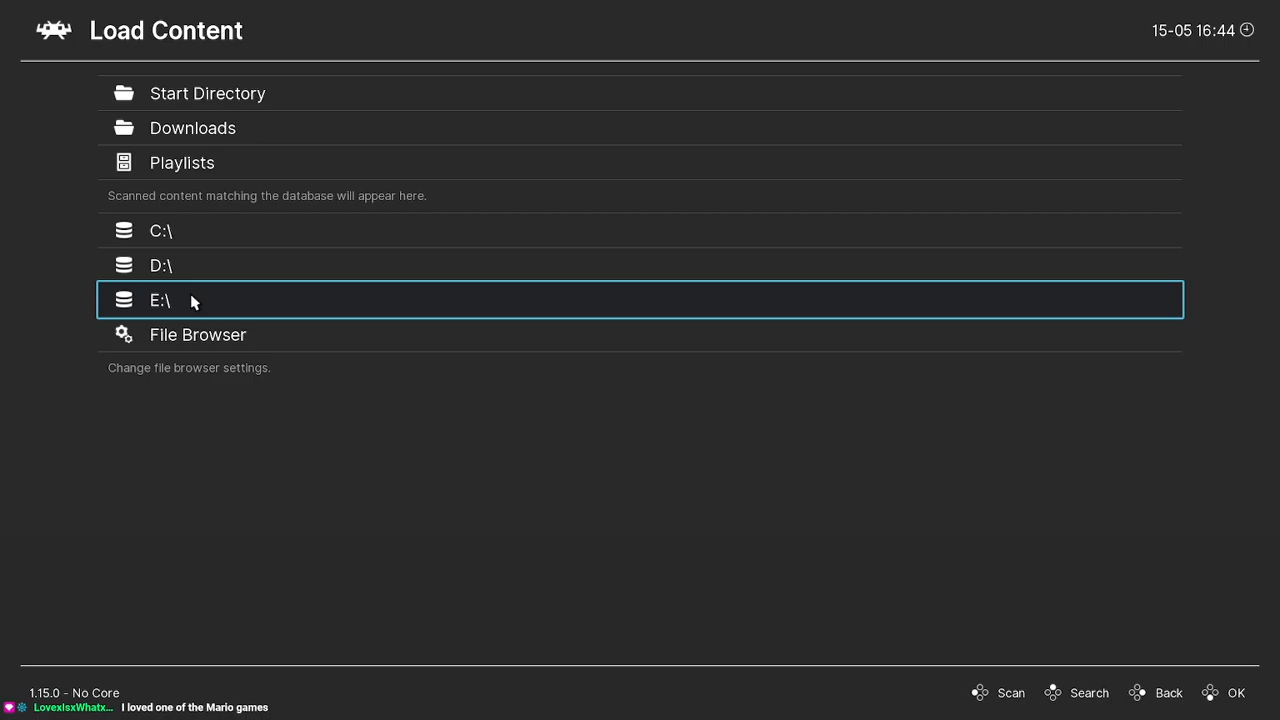 Load Content
15-05 16:44
Start Directory
Downloads
Playlists
Scanned content matching the database will appear here.
C:\
D:\
E:\
File Browser
Change file browser settings.
1.15.0 - No Core
Scan Search Back OK
LovexIsxWhatx... I loved one of the Mario games